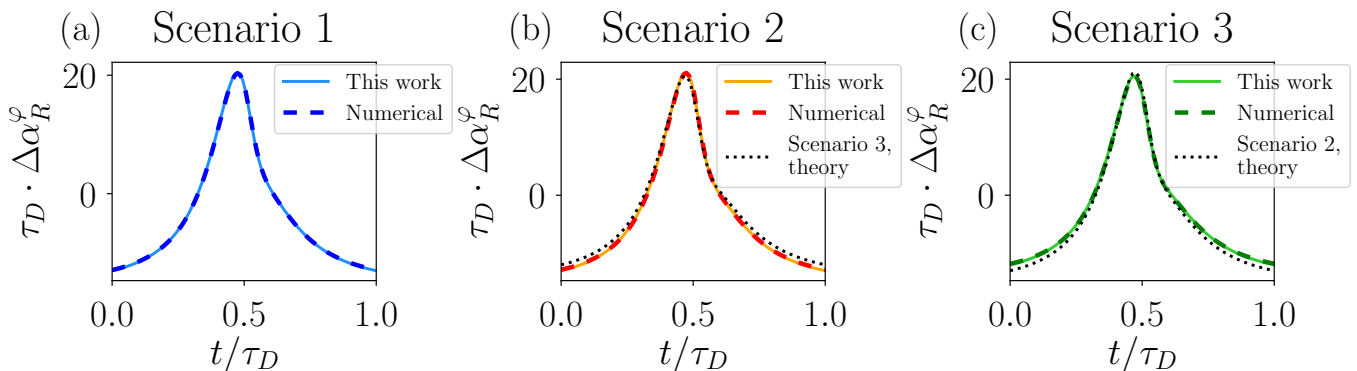 (a) Scenario 1
This work
Numerical
20
0
τ_D · Δα_R^φ
0.0 0.5 1.0
t/τ_D
(b) Scenario 2
This work
Numerical
Scenario 3,
theory
20
0
τ_D · Δα_R^φ
0.0 0.5 1.0
t/τ_D
(c) Scenario 3
This work
Numerical
Scenario 2,
theory
20
0
τ_D · Δα_R^φ
0.0 0.5 1.0
t/τ_D